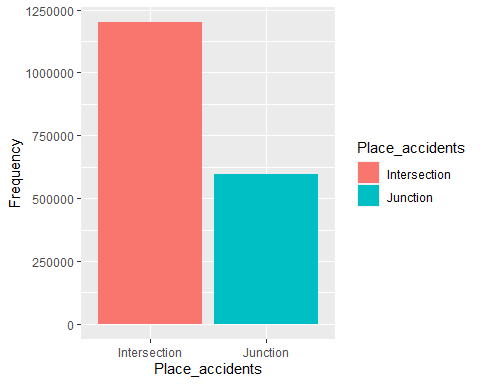 1250000
1000000
750000
500000
250000
0
Frequency
Intersection
Junction
Place_accidents
Place_accidents
Intersection
Junction